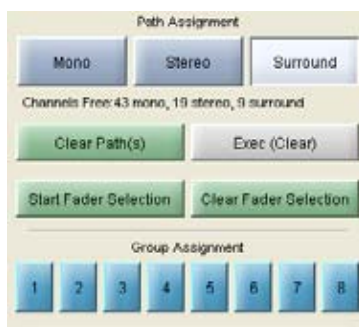 Path Assignment
Mono Stereo Surround
Channels Free:43 mono, 19 stereo, 9 surround
Clear Path(s) Exec (Clear)
Start Fader Selection Clear Fader Selection
Group Assignment
1 2 3 4 5 6 7 8